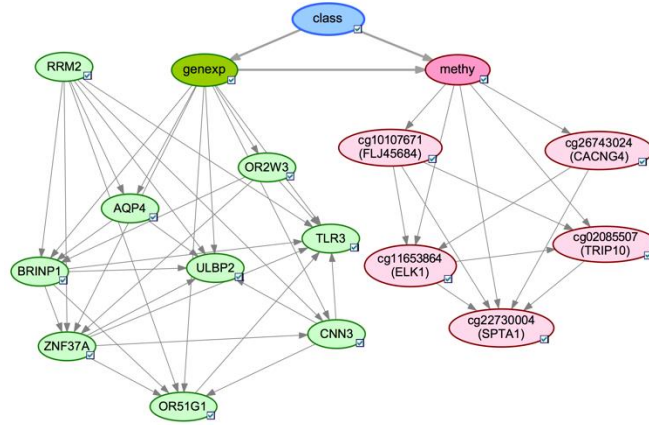 class
RRM2
genexp
methy
cg10107671
(FLJ45684)
cg26743024
(CACNG4)
OR2W3
AQP4
TLR3
cg02085507
(TRIP10)
BRINP1
ULBP2
cg11653864
(ELK1)
ZNF37A
CNN3
cg22730004
(SPTA1)
OR51G1